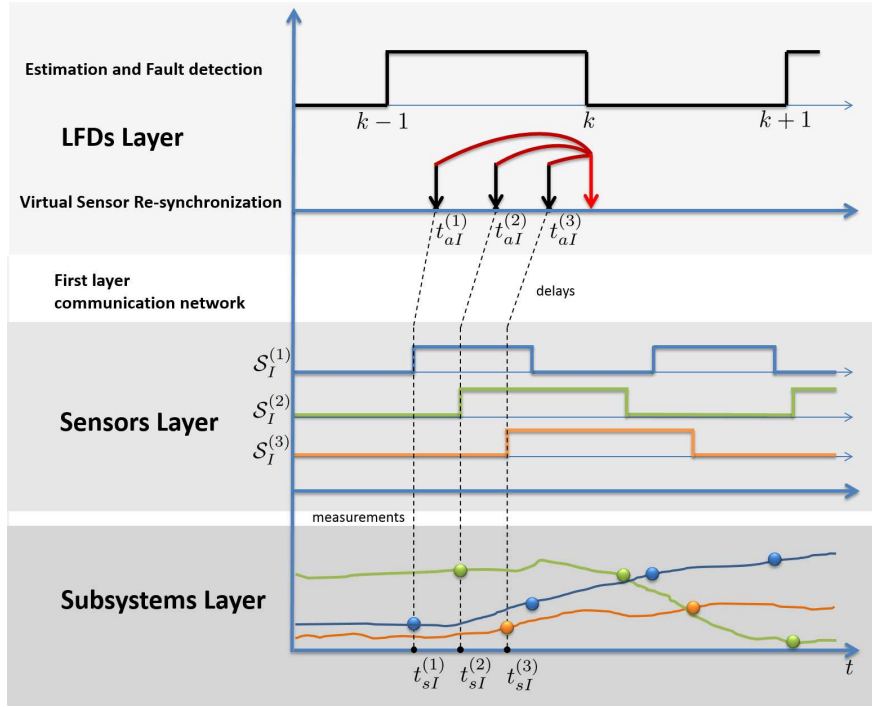 Estimation and Fault detection
k − 1
k
k + 1
LFDs Layer
Virtual Sensor Re-synchronization
t_{aI}^{(1)} t_{aI}^{(2)} t_{aI}^{(3)}
First layer
communication network
delays
S_I^{(1)}
S_I^{(2)}
Sensors Layer
S_I^{(3)}
measurements
Subsystems Layer
t_{sI}^{(1)} t_{sI}^{(2)} t_{sI}^{(3)}
t